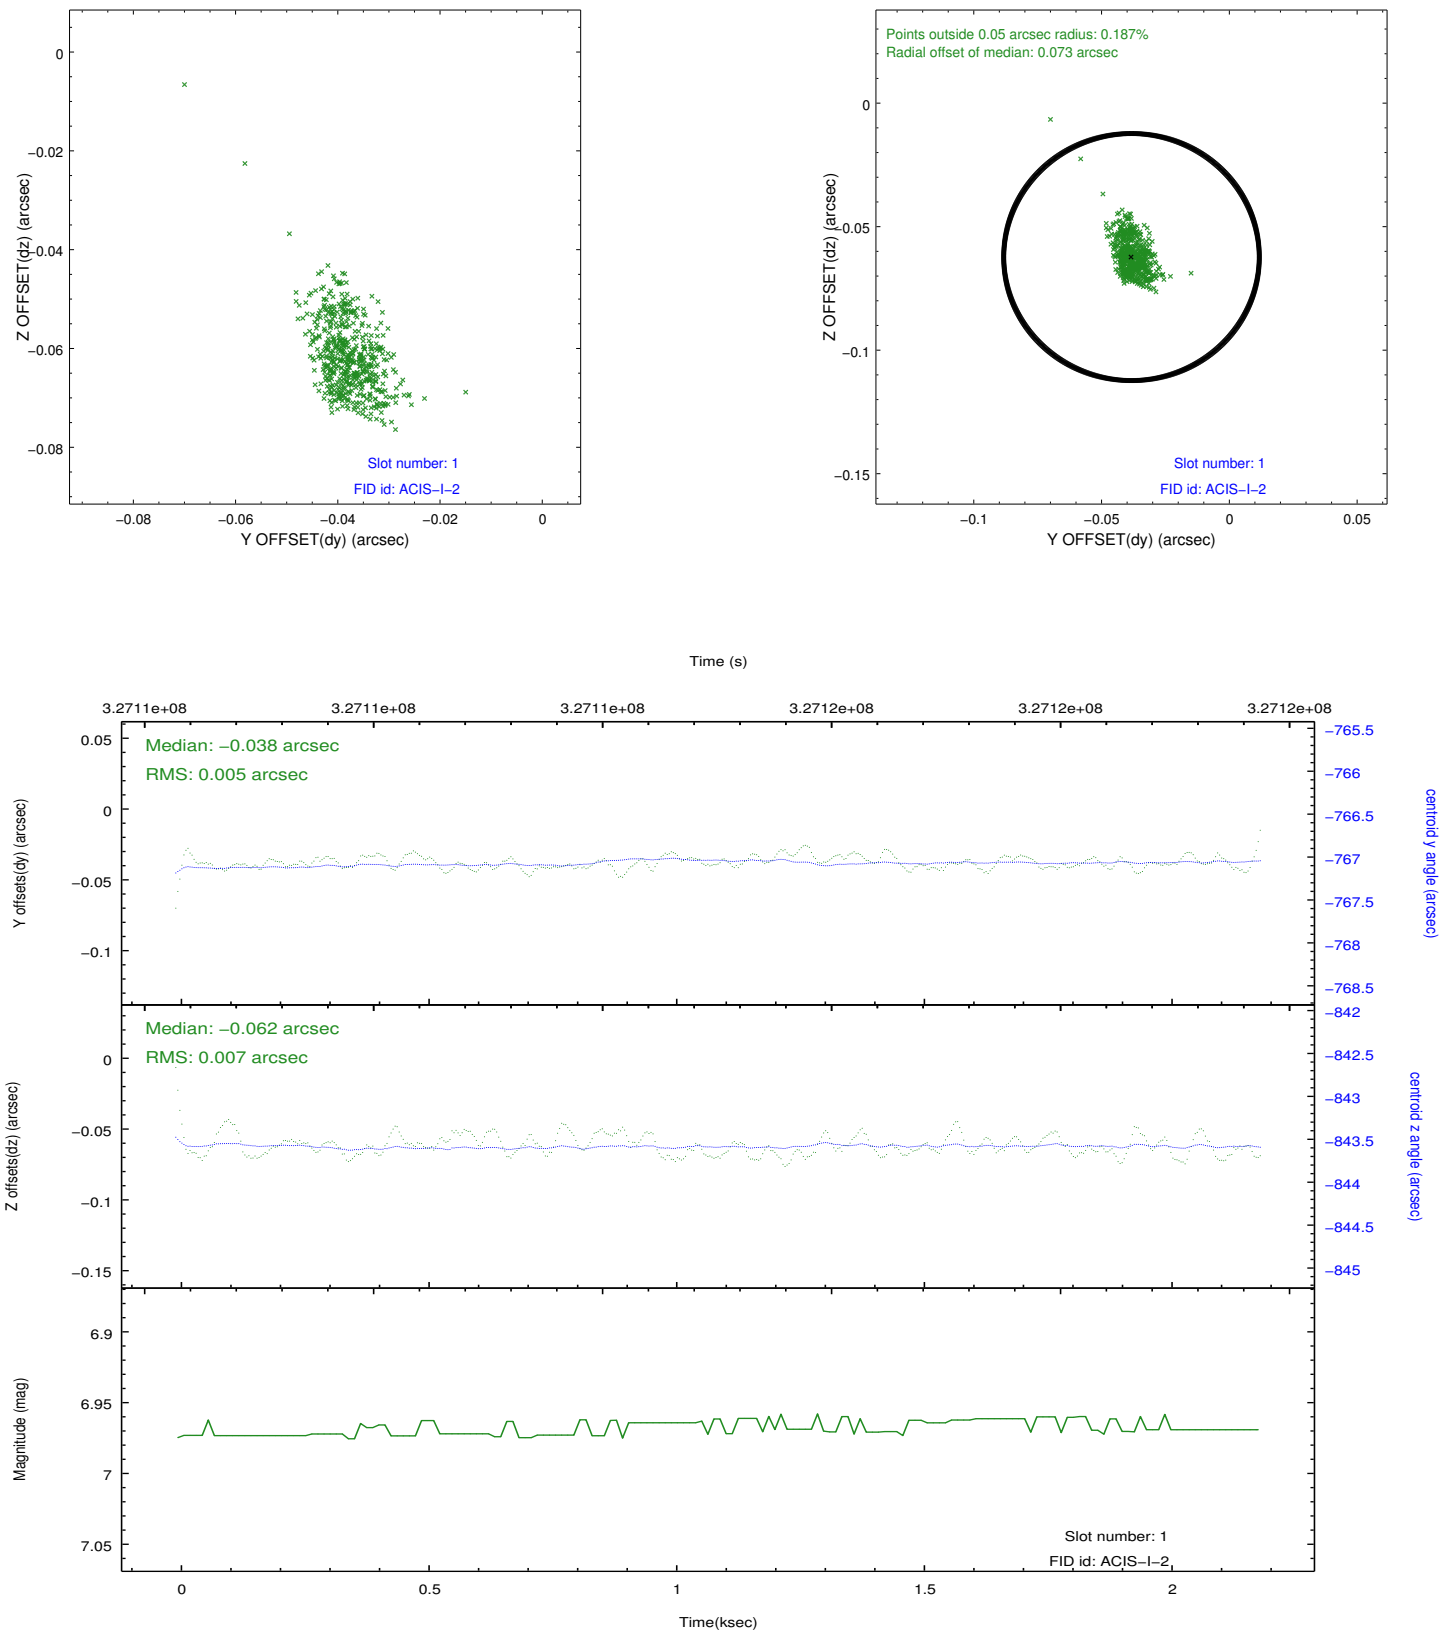 0
−0.02
−0.04
−0.06
−0.08
Z OFFSET(dz) (arcsec)
Slot number: 1
FID id: ACIS−I−2
−0.08
−0.06
−0.04
−0.02
0
Y OFFSET(dy) (arcsec)
Points outside 0.05 arcsec radius: 0.187%
Radial offset of median: 0.073 arcsec
0
−0.05
−0.1
−0.15
Z OFFSET(dz) (arcsec)
Slot number: 1
FID id: ACIS−I−2
−0.1
−0.05
0
0.05
Y OFFSET(dy) (arcsec)
Time (s)
3.2711e+08
3.2711e+08
3.2711e+08
3.2712e+08
3.2712e+08
3.2712e+08
Median: −0.038 arcsec
RMS: 0.005 arcsec
0.05
0
−0.05
−0.1
Y offsets(dy) (arcsec)
−765.5
−766
−766.5
−767
−767.5
−768
−768.5
centroid y angle (arcsec)
Median: −0.062 arcsec
RMS: 0.007 arcsec
0
−0.05
−0.1
−0.15
Z offsets(dz) (arcsec)
−842
−842.5
−843
−843.5
−844
−844.5
−845
centroid z angle (arcsec)
6.9
6.95
7
7.05
Magnitude (mag)
Slot number: 1
FID id: ACIS−I−2
0
0.5
1
1.5
2
Time(ksec)